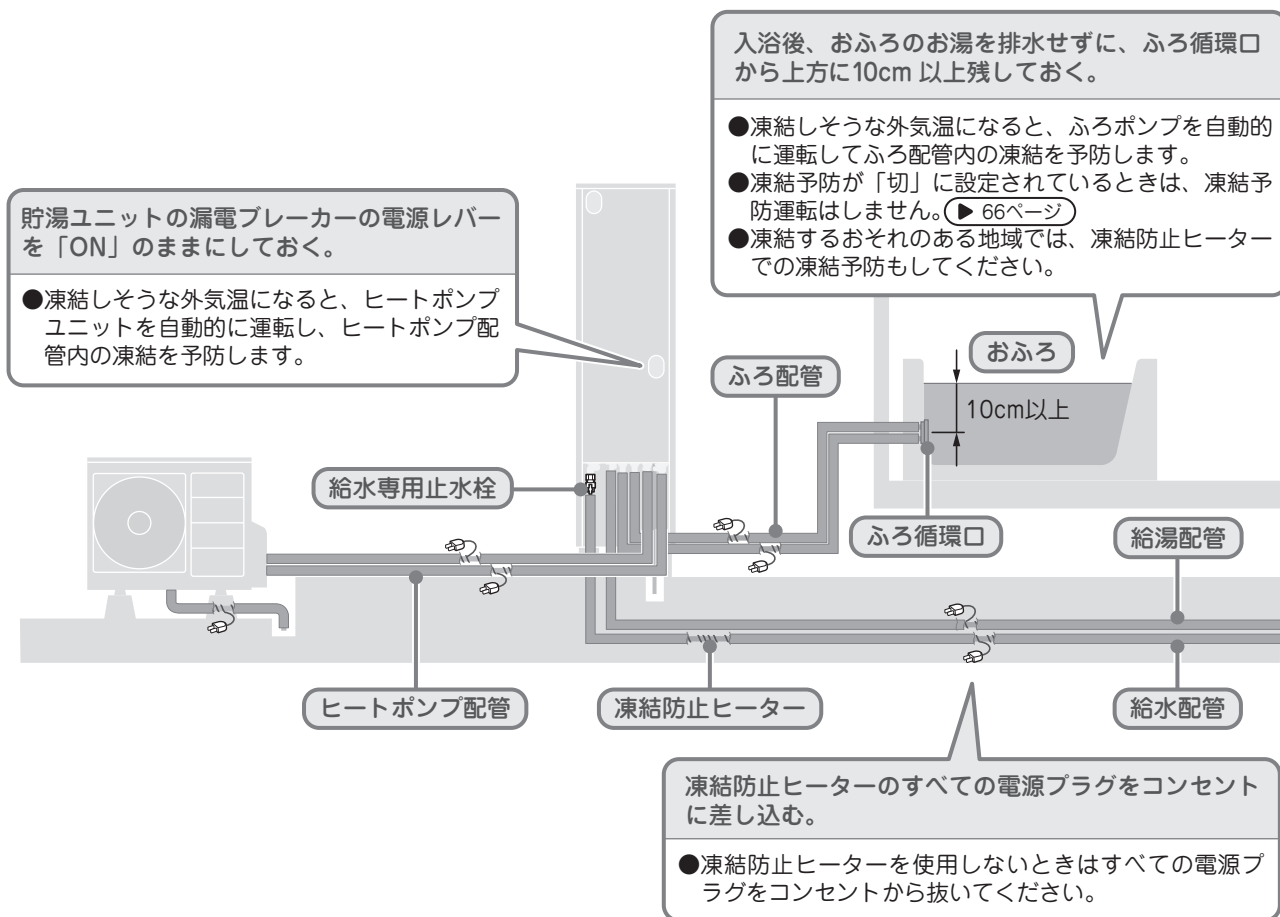 入浴後、おふろのお湯を排水せずに、ふろ循環口
から上方に10cm 以上残しておく。
●凍結しそうな外気温になると、ふろポンプを自動的
に運転してふろ配管内の凍結を予防します。
●凍結予防が「切」に設定されているときは、凍結予
防運転はしません。▶ 66ページ
●凍結するおそれのある地域では、凍結防止ヒーター
での凍結予防もしてください。
貯湯ユニットの漏電ブレーカーの電源レバー
を「ON」のままにしておく。
●凍結しそうな外気温になると、ヒートポンプ
ユニットを自動的に運転し、ヒートポンプ配
管内の凍結を予防します。
おふろ
ふろ配管
10cm以上
給水専用止水栓
ふろ循環口
給湯配管
ヒートポンプ配管
凍結防止ヒーター
給水配管
凍結防止ヒーターのすべての電源プラグをコンセント
に差し込む。
●凍結防止ヒーターを使用しないときはすべての電源プ
ラグをコンセントから抜いてください。